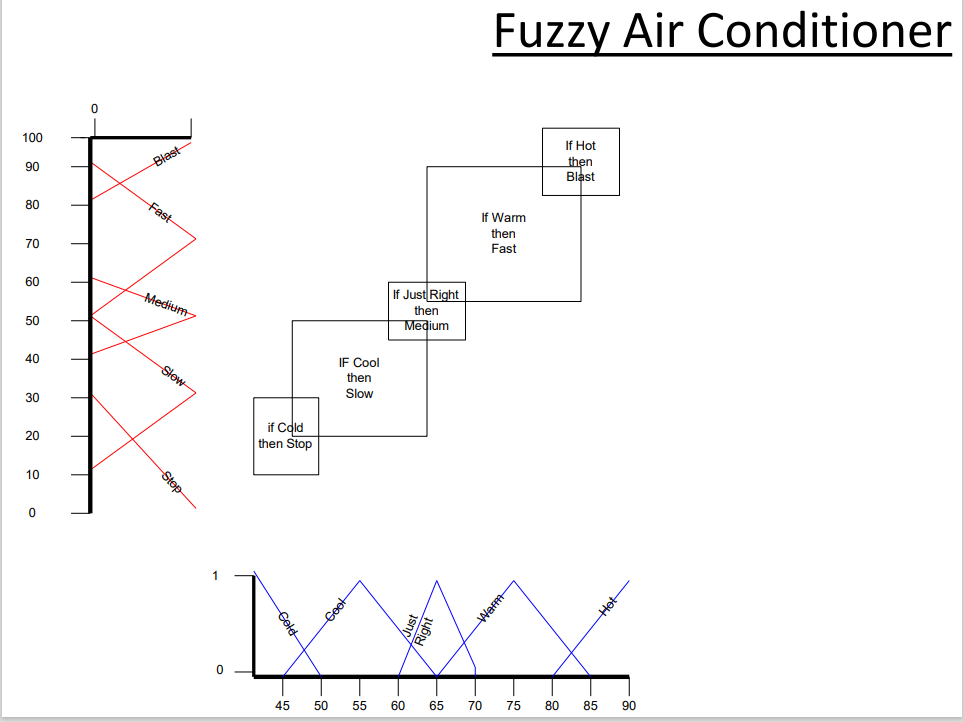 Fuzzy Air Conditioner
0
100
90
80
70
60
50
40
30
20
10
0
Blast
Fast
Medium
Slow
Stop
If Hot
then
Blast
If Warm
then
Fast
If Just Right
then
Medium
IF Cool
then
Slow
if Cold
then Stop
1
0
Cold
Cool
Just
Right
Warm
Hot
45 50 55 60 65 70 75 80 85 90